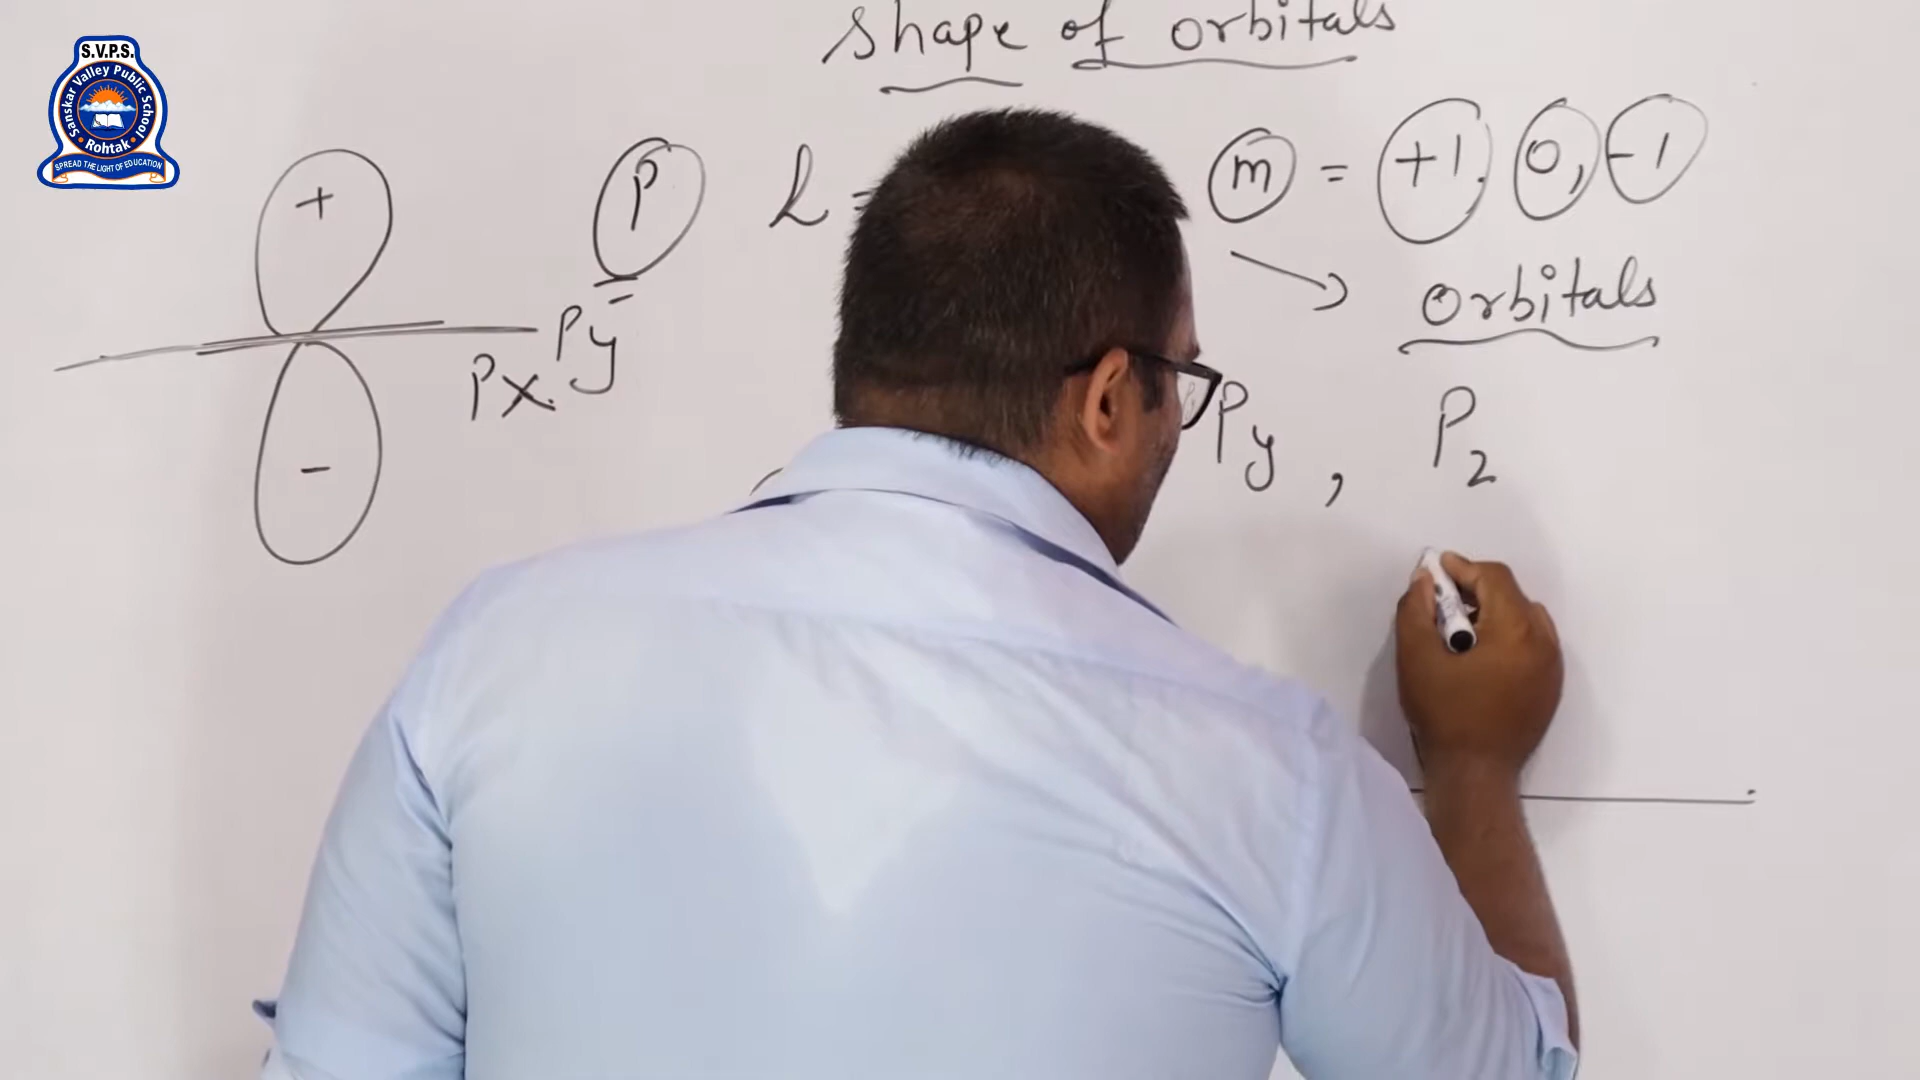 shape of orbitals
S.V.P.S.
Sanskar Valley Public School
Rohtak
SPREAD THE LIGHT OF EDUCATION
+
P l = m = +1, 0, -1
orbitals
Py
Px.
Py , Pz
-